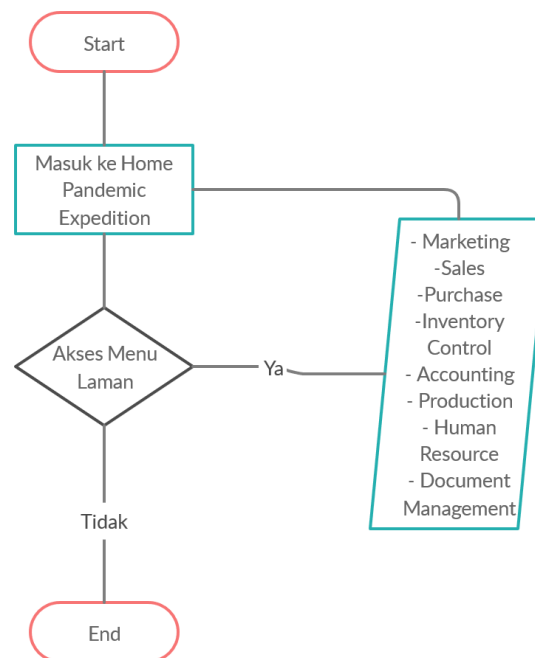 Start
Masuk ke Home
Pandemic
Expedition
Akses Menu
Laman
Ya
- Marketing
-Sales
-Purchase
-Inventory
Control
- Accounting
- Production
- Human
Resource
- Document
Management
Tidak
End